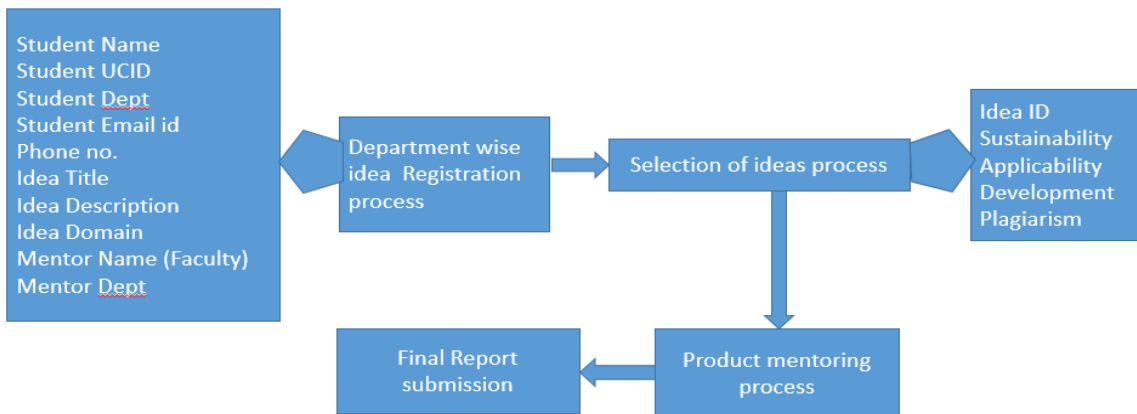 Student Name
Student UCID
Student Dept
Student Email id
Phone no.
Idea Title
Idea Description
Idea Domain
Mentor Name (Faculty)
Mentor Dept
Department wise
idea Registration
process
Selection of ideas process
Idea ID
Sustainability
Applicability
Development
Plagiarism
Final Report
submission
Product mentoring
process